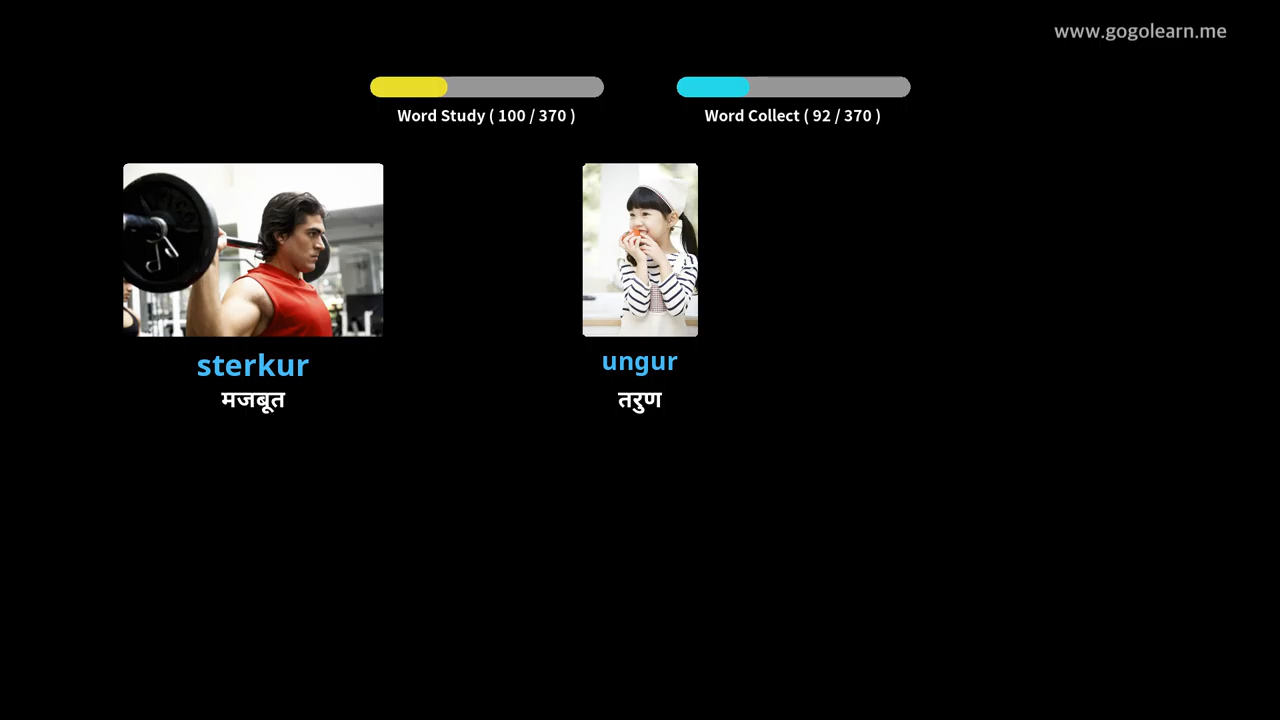 www.gogolearn.me
Word Study ( 100 / 370 )
Word Collect ( 92 / 370 )
sterkur
मजबूत
ungur
तरुण